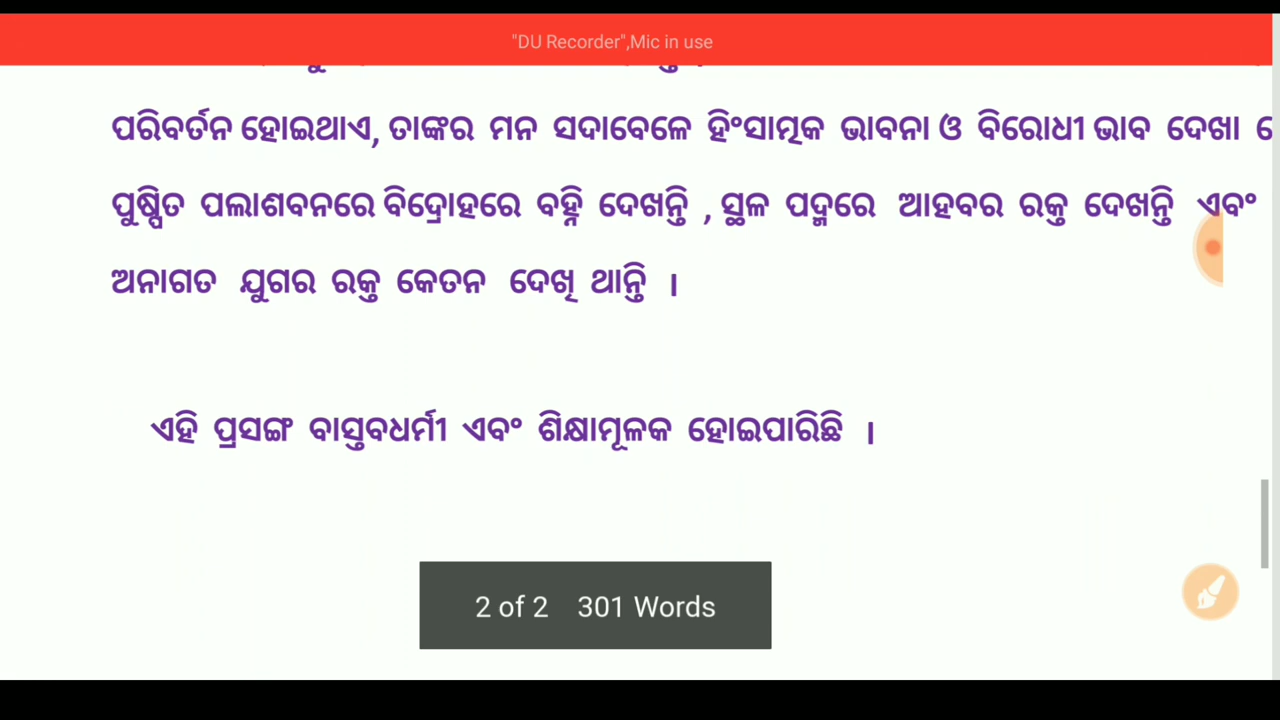 "DU Recorder",Mic in use
ପରିବର୍ତନ ହୋଇଥାଏ, ତାଙ୍କର ମନ ସଦାବେଳେ ହିଂସାତ୍ମକ ଭାବନା ଓ ବିରୋଧୀ ଭାବ ଦେଖା
ପୁଷ୍ପିତ ପଲାଶବନରେ ବିଦ୍ରୋହରେ ବହ୍ନି ଦେଖନ୍ତି , ସ୍ଥଳ ପଦ୍ମରେ ଆହବର ରକ୍ତ ଦେଖନ୍ତି ଏବଂ
ଅନାଗତ ଯୁଗର ରକ୍ତ କେତନ ଦେଖି ଥାନ୍ତି ।
ଏହି ପ୍ରସଙ୍ଗ ବାସ୍ତବଧର୍ମୀ ଏବଂ ଶିକ୍ଷାମୂଳକ ହୋଇପାରିଛି ।
2 of 2 301 Words